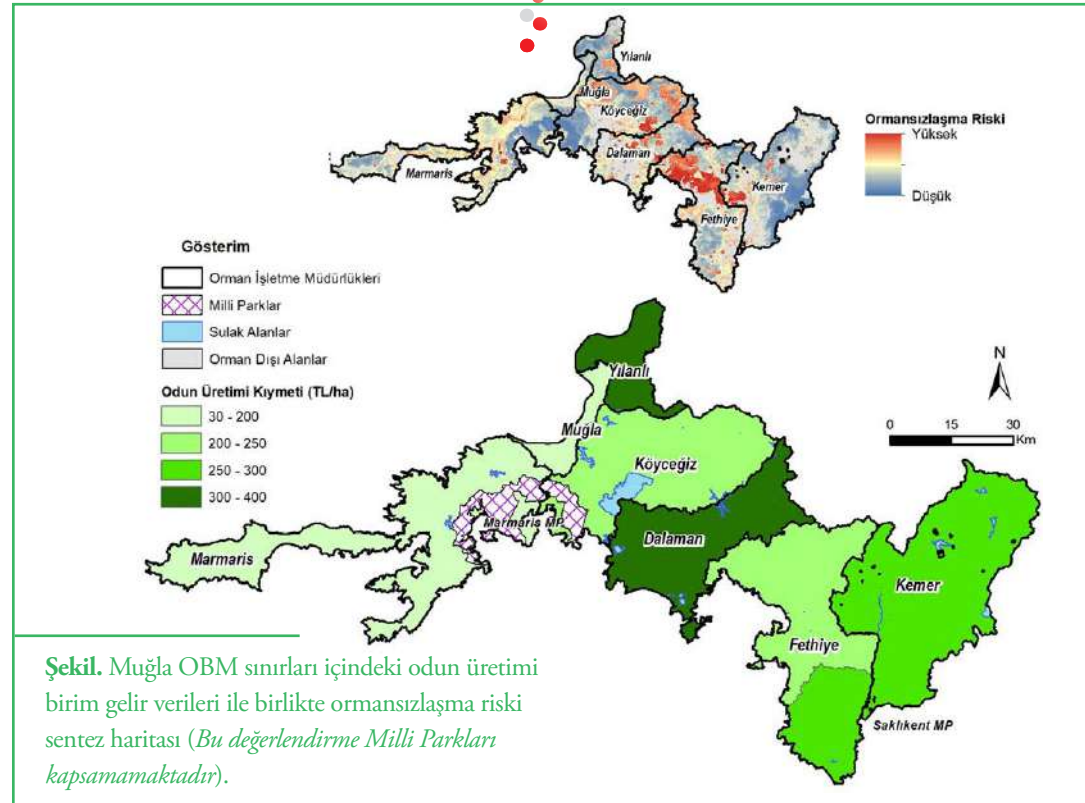 Yılanlı
Muğla
Köyceğiz
Dalaman
Marmaris
Kemer
Fethiye
Ormansızlaşma Riski
Yüksek
Düşük
Gösterim
Orman İşletme Müdürlükleri
Milli Parklar
Sulak Alanlar
Orman Dışı Alanlar
Odun Üretimi Kıymeti (TL/ha)
30 - 200
200 - 250
250 - 300
300 - 400
N
0 15 30
Km
Yılanlı
Muğla
Köyceğiz
Marmaris MP
Dalaman
Marmaris
Kemer
Fethiye
Saklıkent MP
Şekil. Muğla OBM sınırları içindeki odun üretimi
birim gelir verileri ile birlikte ormansızlaşma riski
sentez haritası (Bu değerlendirme Milli Parkları
kapsamamaktadır).